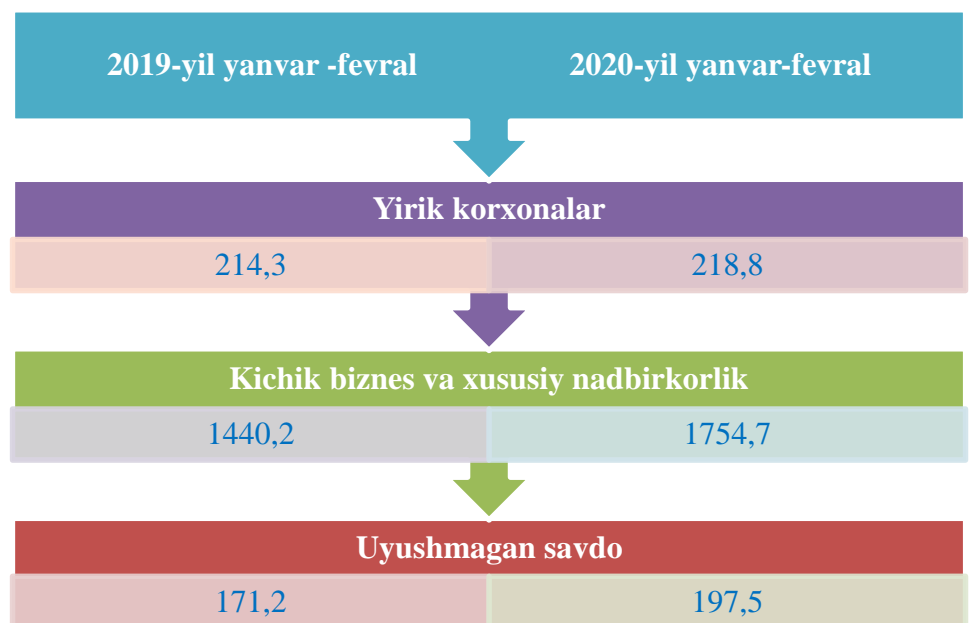 2019-yil yanvar -fevral 2020-yil yanvar-fevral
Yirik korxonalar
214,3 218,8
Kichik biznes va xususiy nadbirkorlik
1440,2 1754,7
Uyushmagan savdo
171,2 197,5